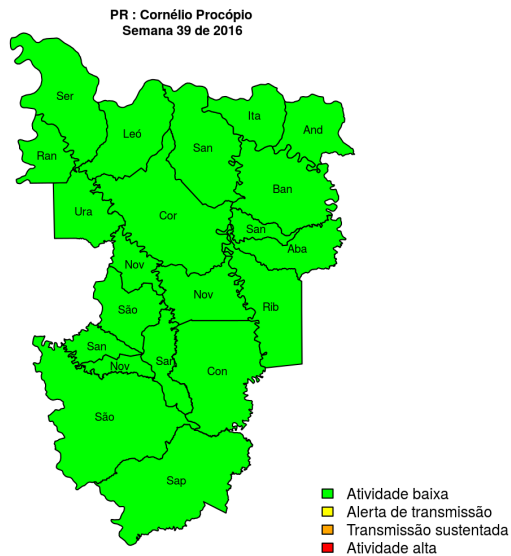 PR : Cornélio Procópio
Semana 39 de 2016
Ser
Leó
Ita
And
San
Ran
Ban
Ura
Cor
San
Aba
Nov
Nov
São
Rib
San
San
Nov
Con
São
Sap
Atividade baixa
Alerta de transmissão
Transmissão sustentada
Atividade alta